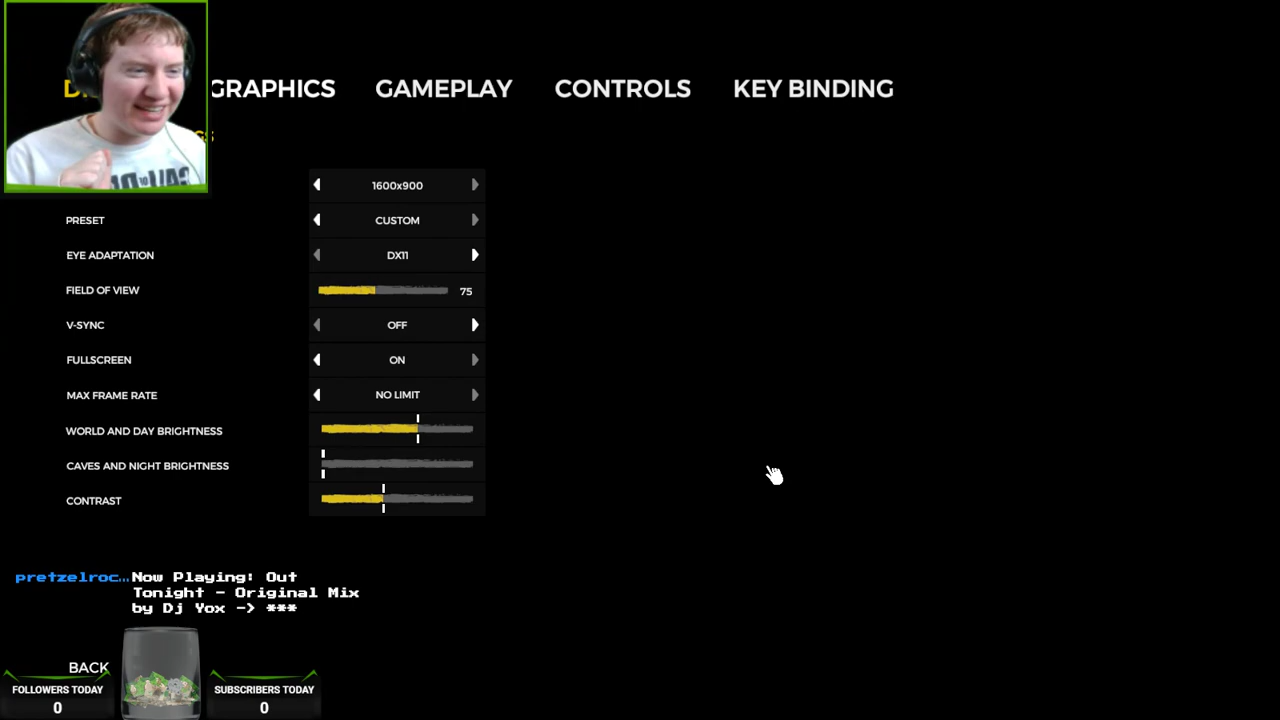 GRAPHICS GAMEPLAY CONTROLS KEY BINDING
1600x900
PRESET CUSTOM
EYE ADAPTATION DX11
FIELD OF VIEW 75
V-SYNC OFF
FULLSCREEN ON
MAX FRAME RATE NO LIMIT
WORLD AND DAY BRIGHTNESS
CAVES AND NIGHT BRIGHTNESS
CONTRAST
pretzelroc… Now Playing: Out
Tonight - Original Mix
by Dj Yox -> ***
BACK
FOLLOWERS TODAY SUBSCRIBERS TODAY
0 0